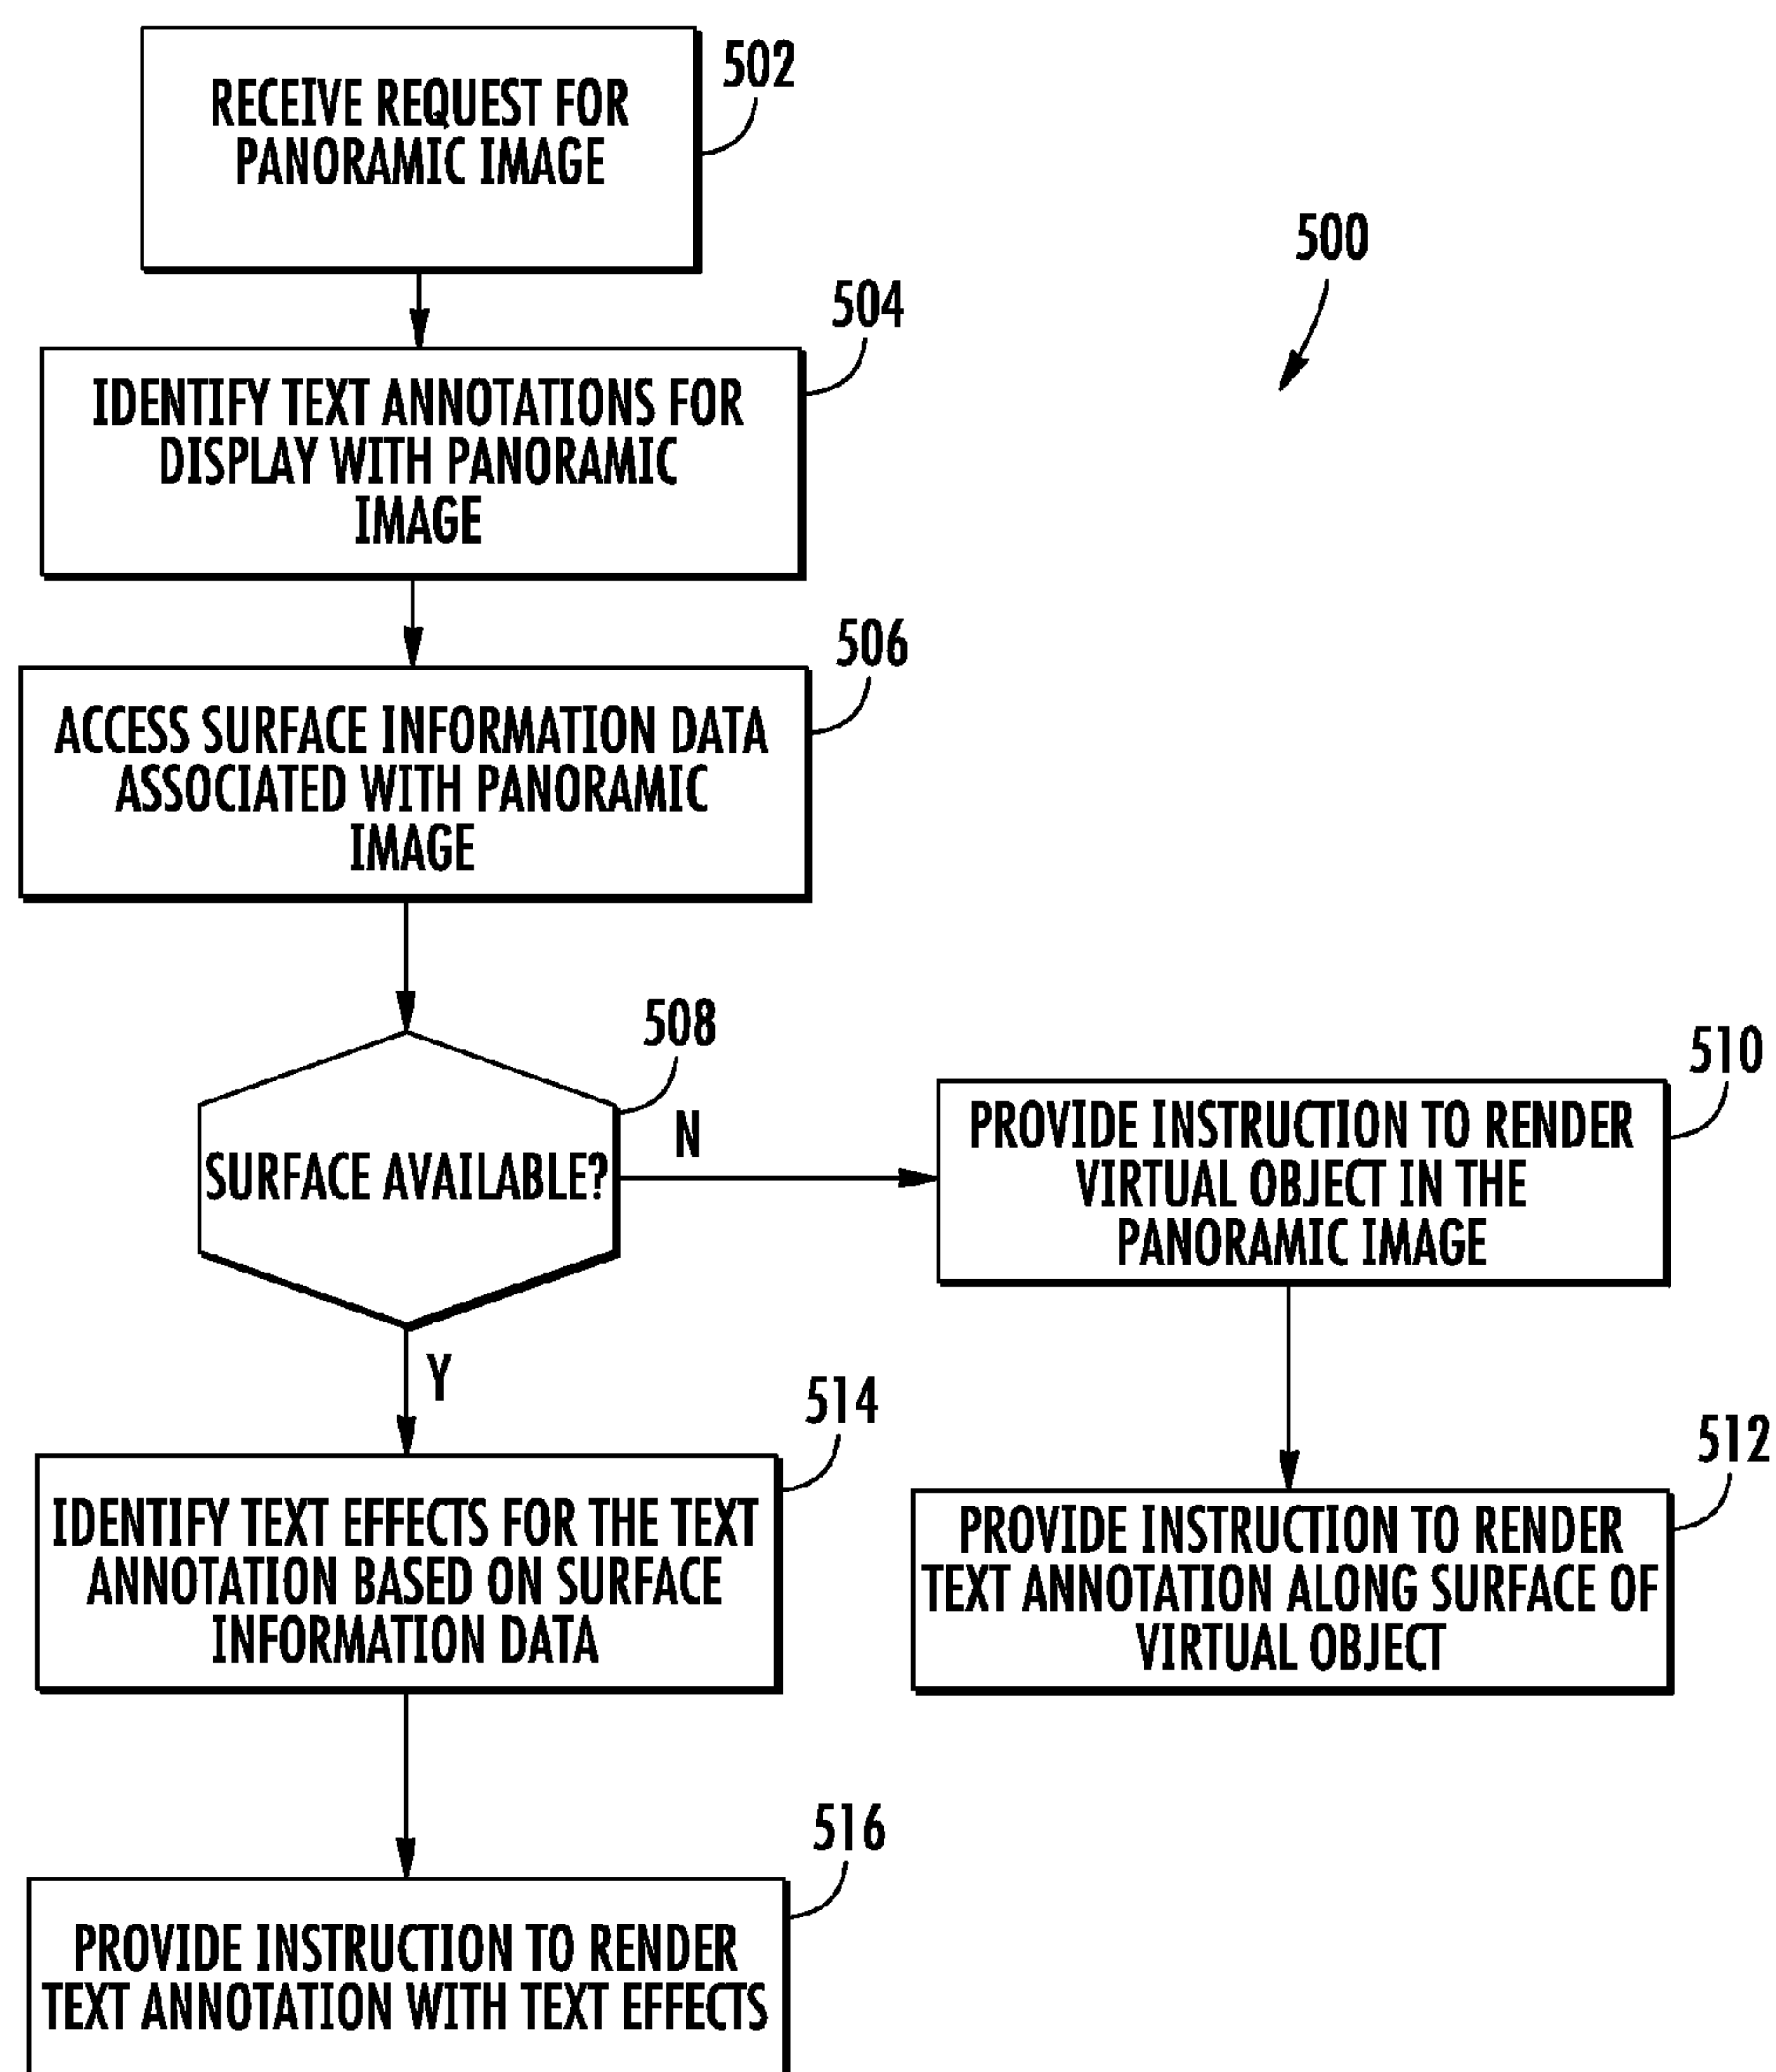 502
RECEIVE REQUEST FOR
PANORAMIC IMAGE
500
504
IDENTIFY TEXT ANNOTATIONS FOR
DISPLAY WITH PANORAMIC
IMAGE
506
ACCESS SURFACE INFORMATION DATA
ASSOCIATED WITH PANORAMIC
IMAGE
508
SURFACE AVAILABLE?
N
510
PROVIDE INSTRUCTION TO RENDER
VIRTUAL OBJECT IN THE
PANORAMIC IMAGE
Y
514
IDENTIFY TEXT EFFECTS FOR THE TEXT
ANNOTATION BASED ON SURFACE
INFORMATION DATA
512
PROVIDE INSTRUCTION TO RENDER
TEXT ANNOTATION ALONG SURFACE OF
VIRTUAL OBJECT
516
PROVIDE INSTRUCTION TO RENDER
TEXT ANNOTATION WITH TEXT EFFECTS